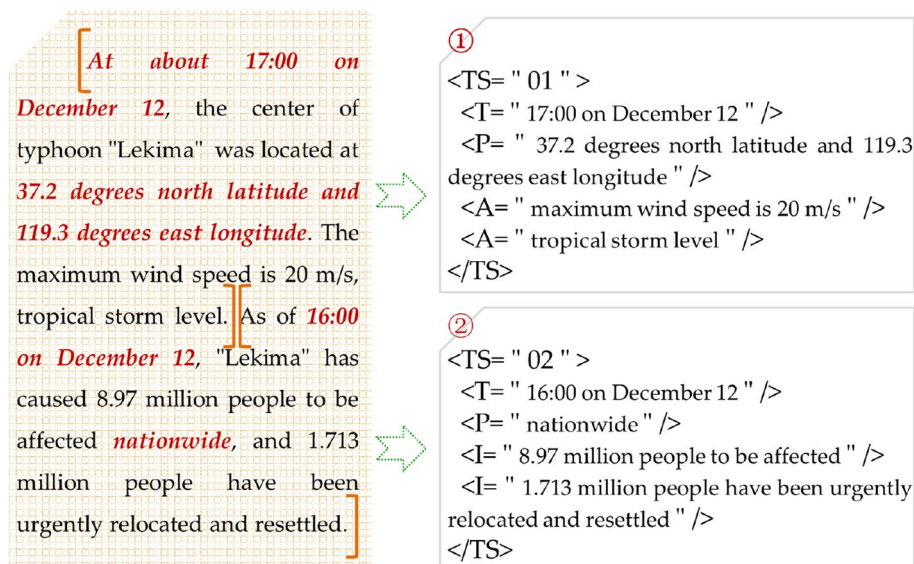 At about 17:00 on
December 12, the center of
typhoon "Lekima" was located at
37.2 degrees north latitude and
119.3 degrees east longitude. The
maximum wind speed is 20 m/s,
tropical storm level. As of 16:00
on December 12, "Lekima" has
caused 8.97 million people to be
affected nationwide, and 1.713
million people have been
urgently relocated and resettled.
①
<TS= " 01 " >
<T= " 17:00 on December 12 " />
<P= " 37.2 degrees north latitude and 119.3
degrees east longitude " />
<A= " maximum wind speed is 20 m/s " />
<A= " tropical storm level " />
</TS>
②
<TS= " 02 " >
<T= " 16:00 on December 12 " />
<P= " nationwide " />
<I= " 8.97 million people to be affected " />
<I= " 1.713 million people have been urgently
relocated and resettled " />
</TS>